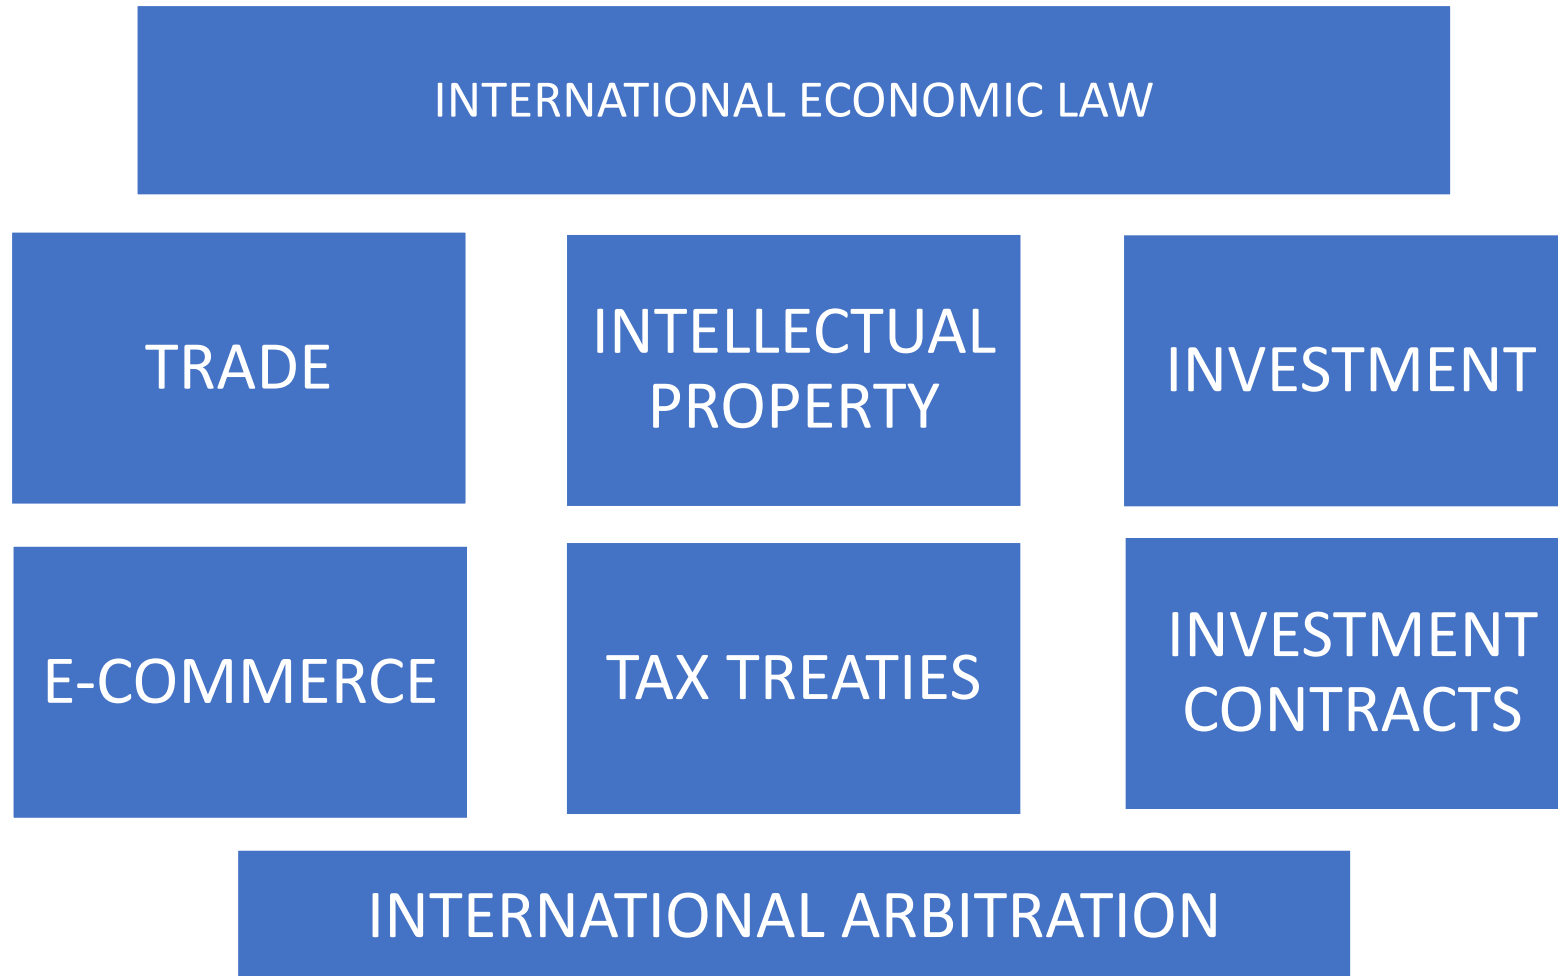 INTERNATIONAL ECONOMIC LAW
TRADE
INTELLECTUAL
PROPERTY
INVESTMENT
E-COMMERCE
TAX TREATIES
INVESTMENT
CONTRACTS
INTERNATIONAL ARBITRATION